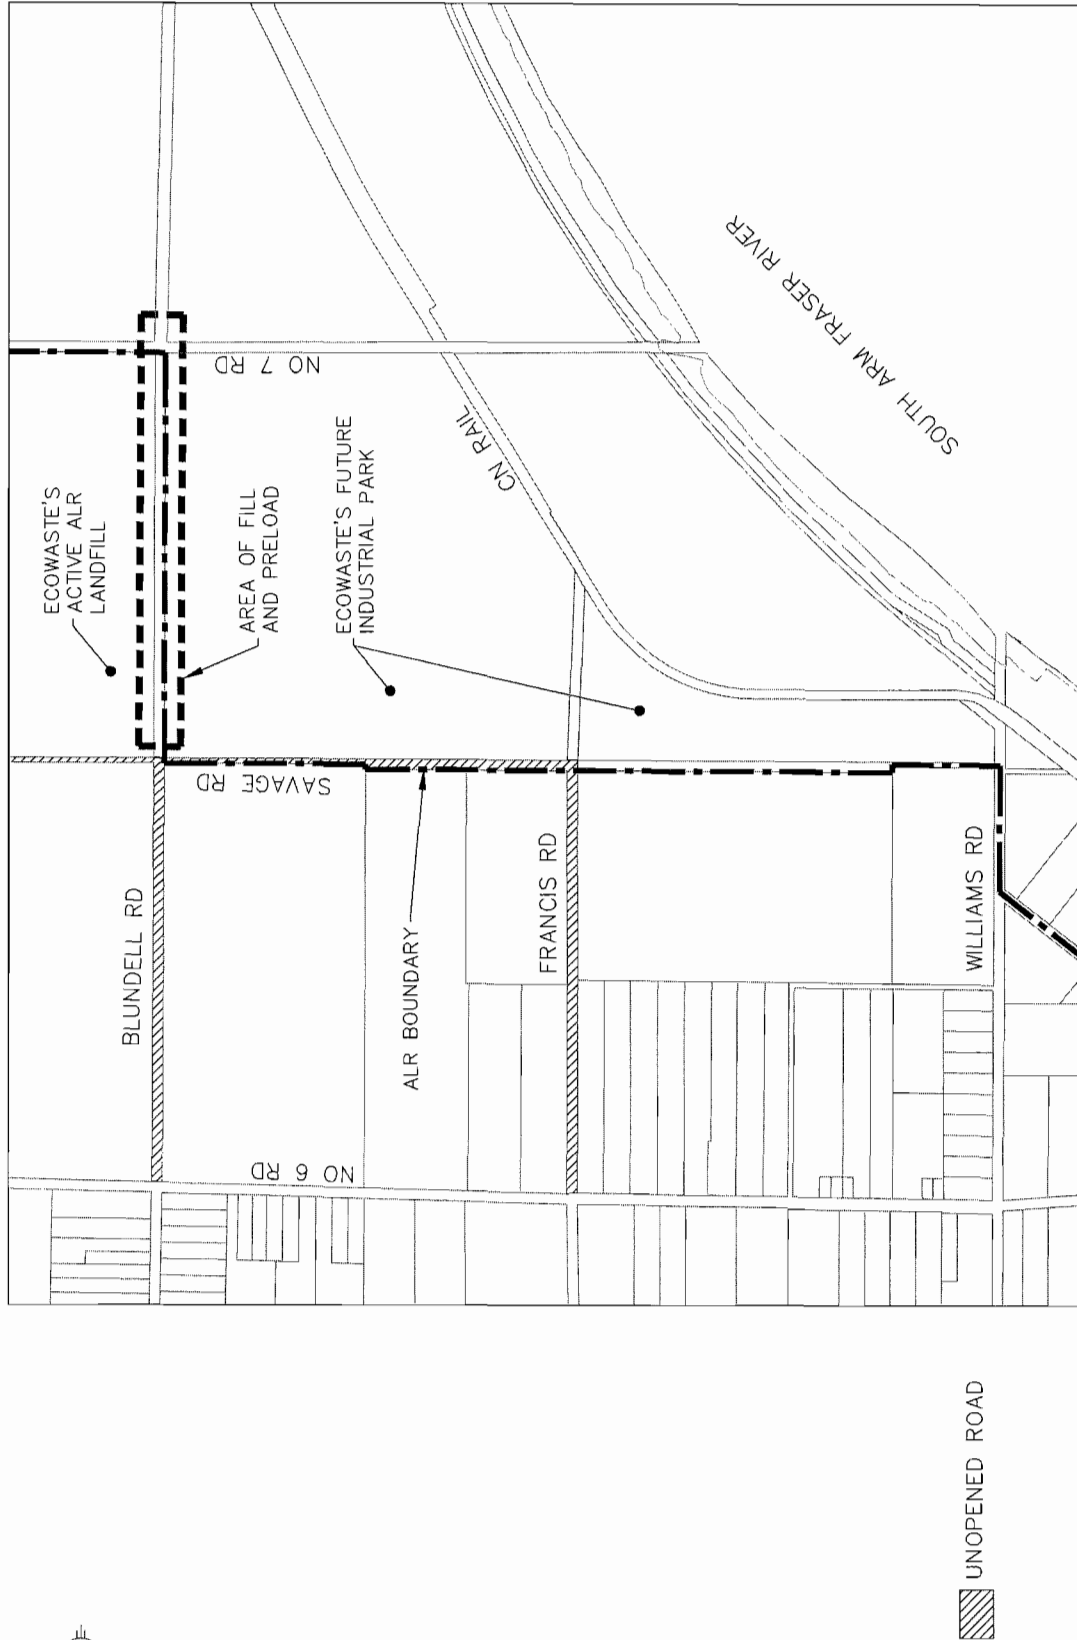 ECOWASTE'S
ACTIVE ALR
LANDFILL
AREA OF FILL
AND PRELOAD
ECOWASTE'S FUTURE
INDUSTRIAL PARK
NO 7 RD
CN RAIL
SOUTH ARM FRASER RIVER
SAVAGE RD
BLUNDELL RD
ALR BOUNDARY
FRANCIS RD
WILLIAMS RD
NO 6 RD
UNOPENED ROAD